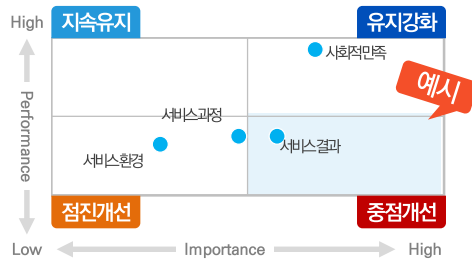 High
지속유지
유지강화
사회적만족
예시
Performance
서비스과정
서비스환경
서비스결과
점진개선
중점개선
Low
Importance
High